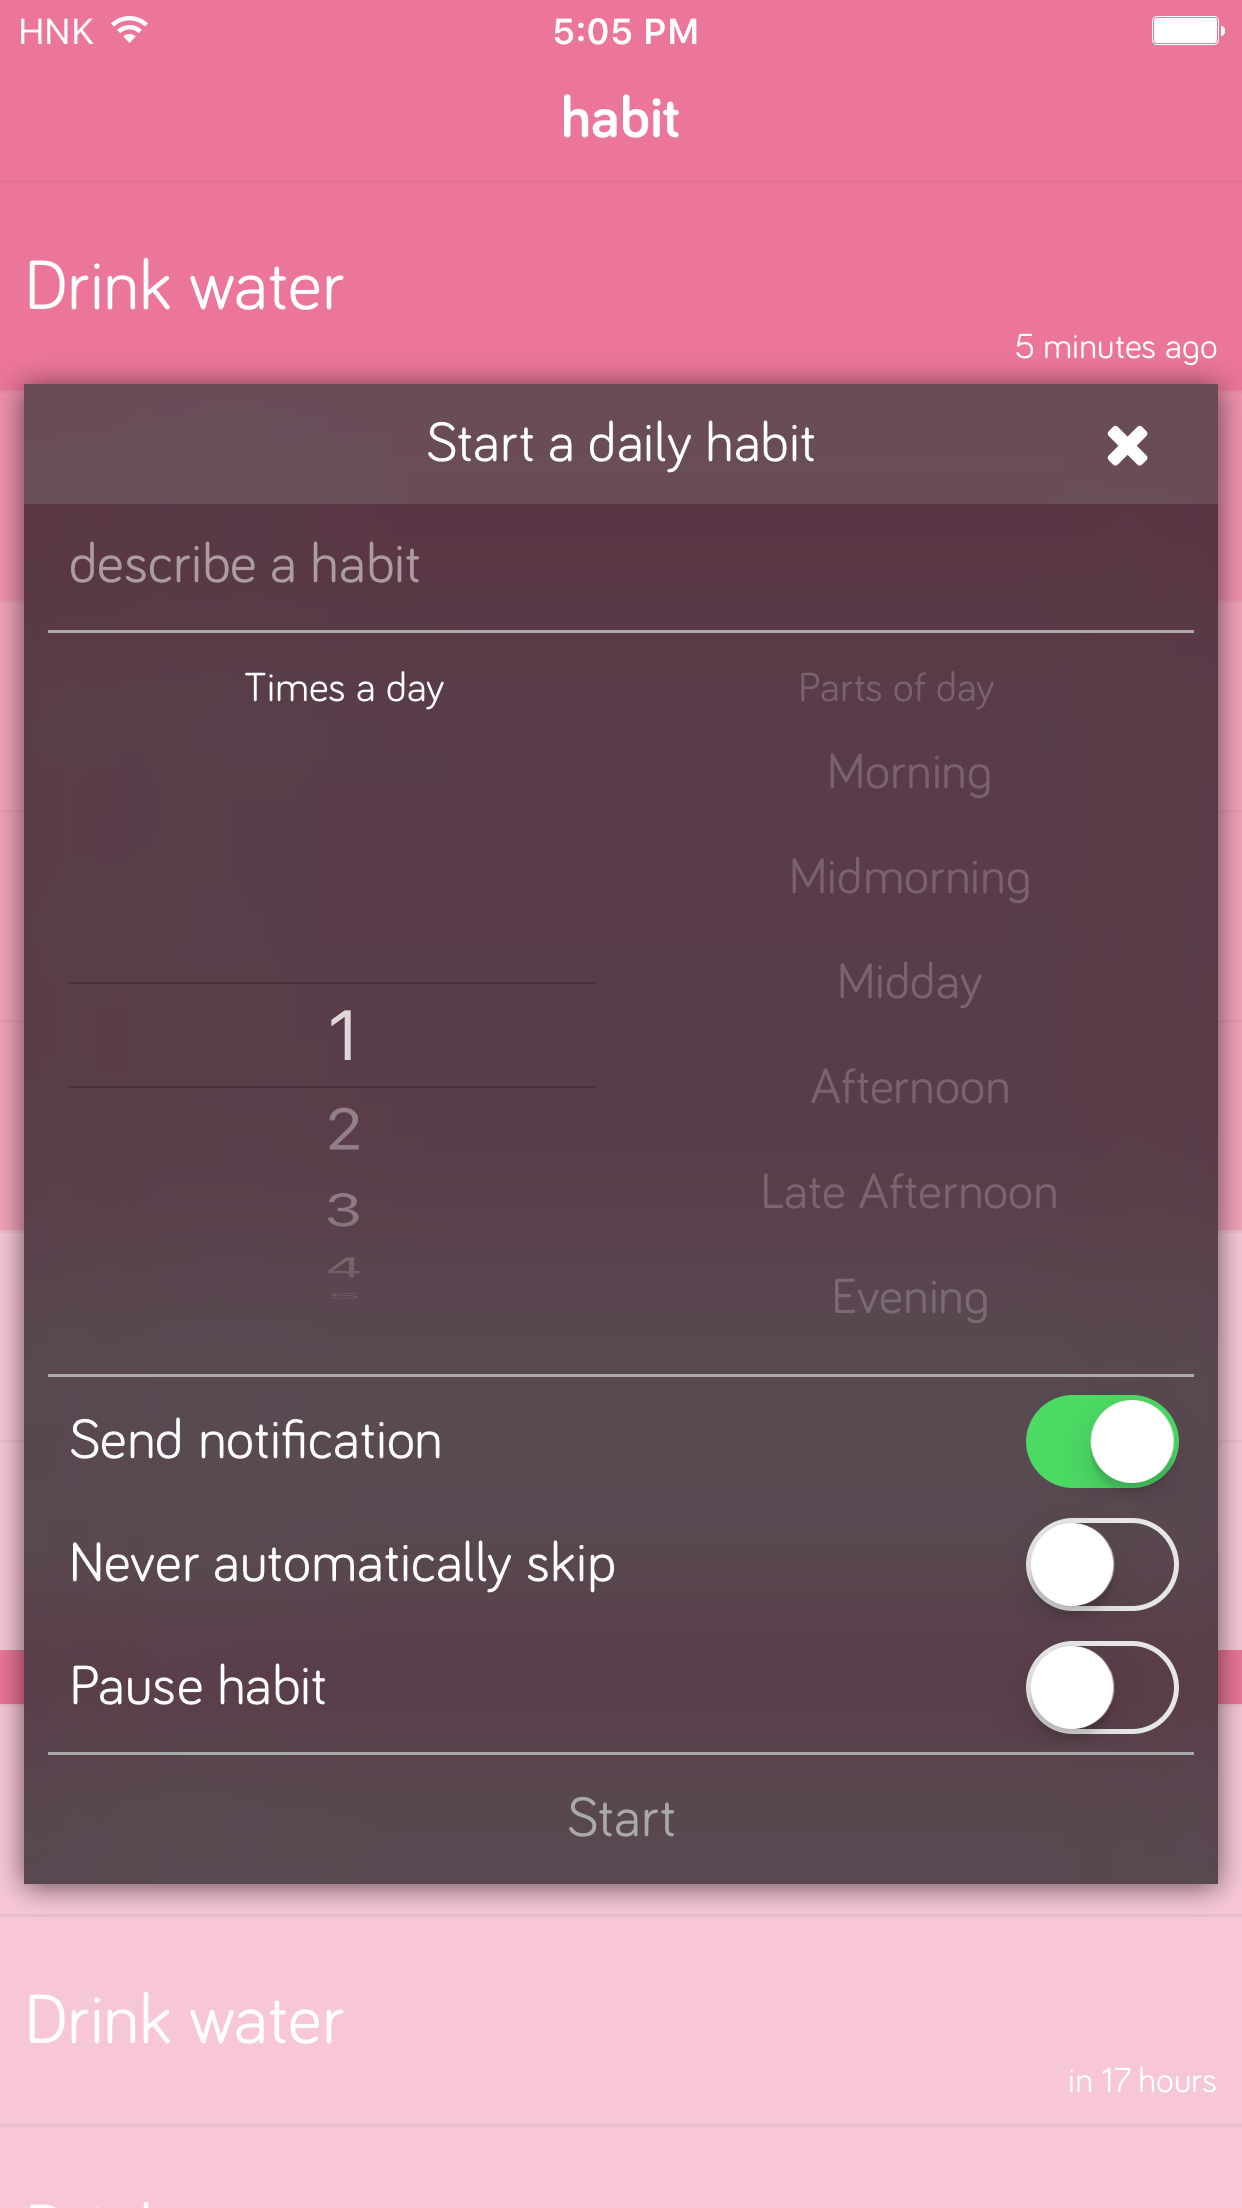 HNK
5:05 PM
habit
Drink water
5 minutes ago
Start a daily habit
describe a habit
Times a day
Parts of day
Morning
Midmorning
Midday
Afternoon
Late Afternoon
Evening
1
2
3
4
Send notification
Never automatically skip
Pause habit
Start
Drink water
in 17 hours